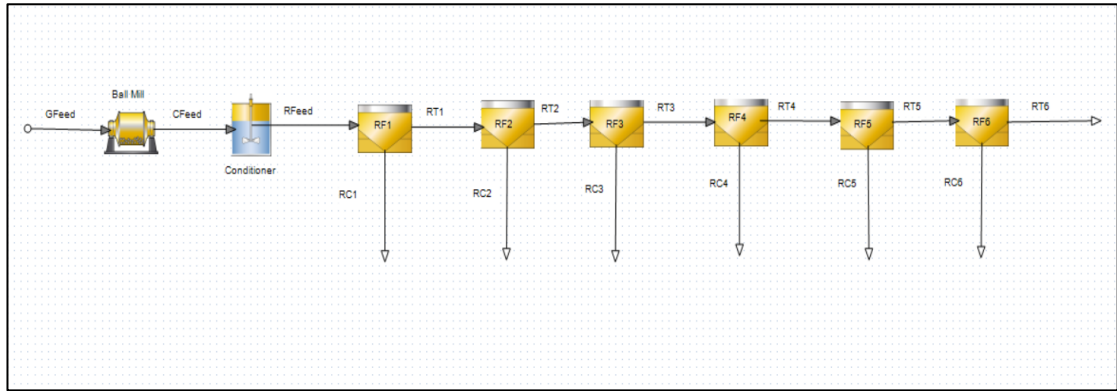 Ball Mill
GFeed
CFeed
RFeed
Conditioner
RF1
RT1
RF2
RT2
RF3
RT3
RF4
RT4
RF5
RT5
RF6
RT6
RC1
RC2
RC3
RC4
RC5
RC6